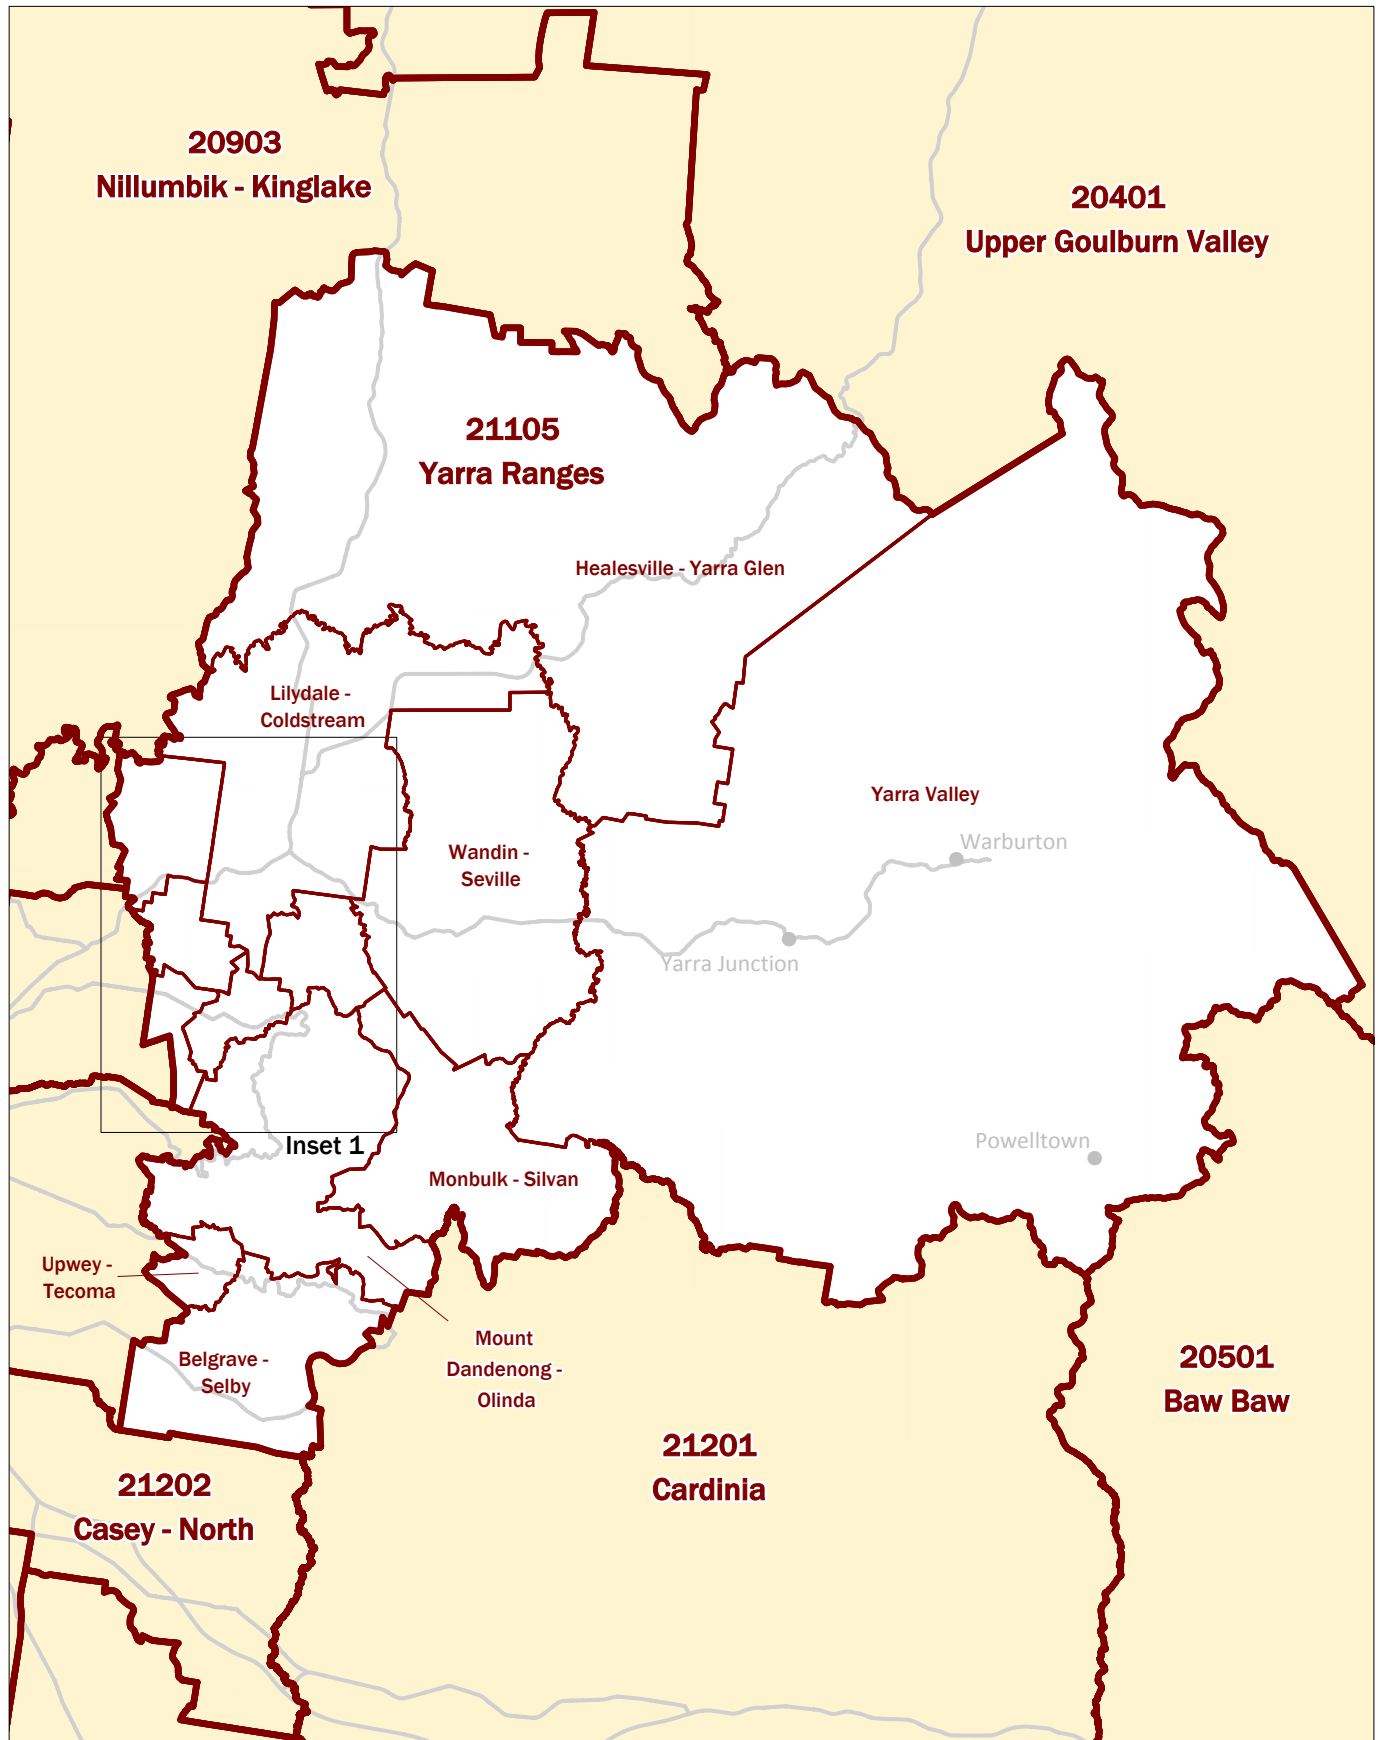 20903
Nillumbik - Kinglake
20401
Upper Goulburn Valley
21105
Yarra Ranges
Healesville - Yarra Glen
Lilydale -
Coldstream
Yarra Valley
Warburton
Wandin -
Seville
Yarra Junction
Powelltown
Inset 1
Monbulk - Silvan
Upwey -
Tecoma
Mount
Dandenong -
Olinda
Belgrave -
Selby
20501
Baw Baw
21201
Cardinia
21202
Casey - North